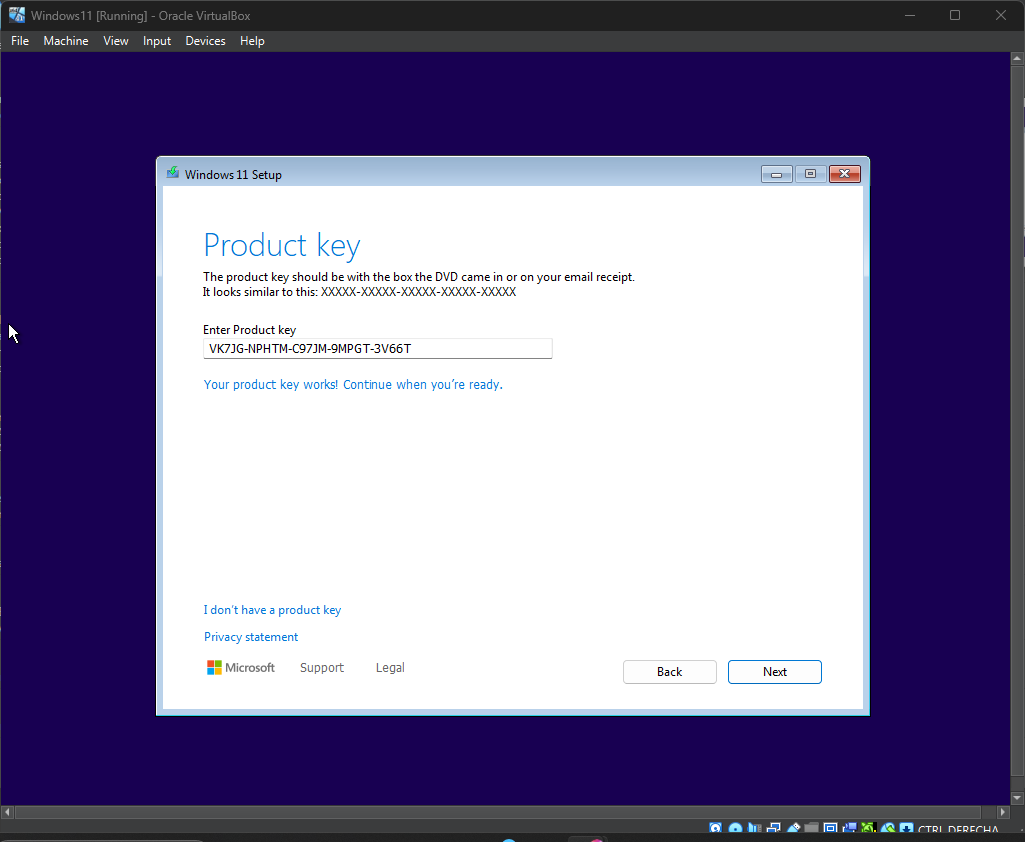 Windows11 [Running] - Oracle VirtualBox
File Machine View Input Devices Help
Windows 11 Setup
Product key
The product key should be with the box the DVD came in or on your email receipt.
It looks similar to this: XXXXX-XXXXX-XXXXX-XXXXX-XXXXX
Enter Product key
VK7JG-NPHTM-C97JM-9MPGT-3V66T
Your product key works! Continue when you're ready.
I don't have a product key
Privacy statement
Microsoft Support Legal
Back Next
CTRL DERECHA